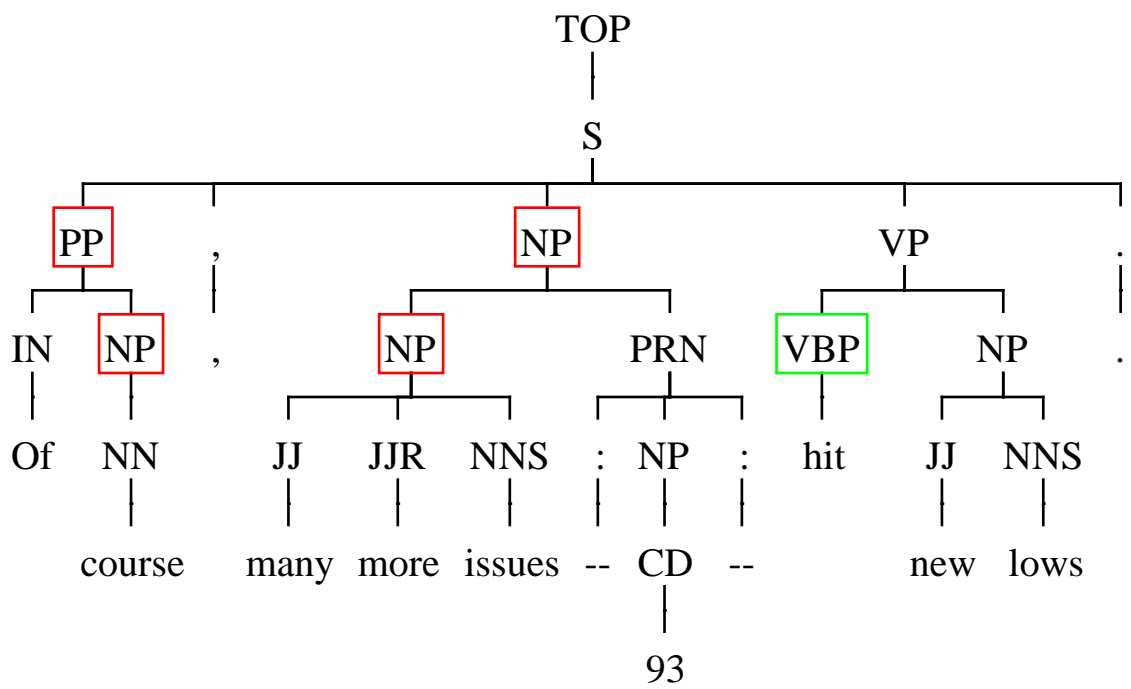 TOP
S
PP , NP VP .
IN NP , NP PRN VBP NP .
Of NN JJ JJR NNS : NP : hit JJ NNS
course many more issues -- CD -- new lows
93